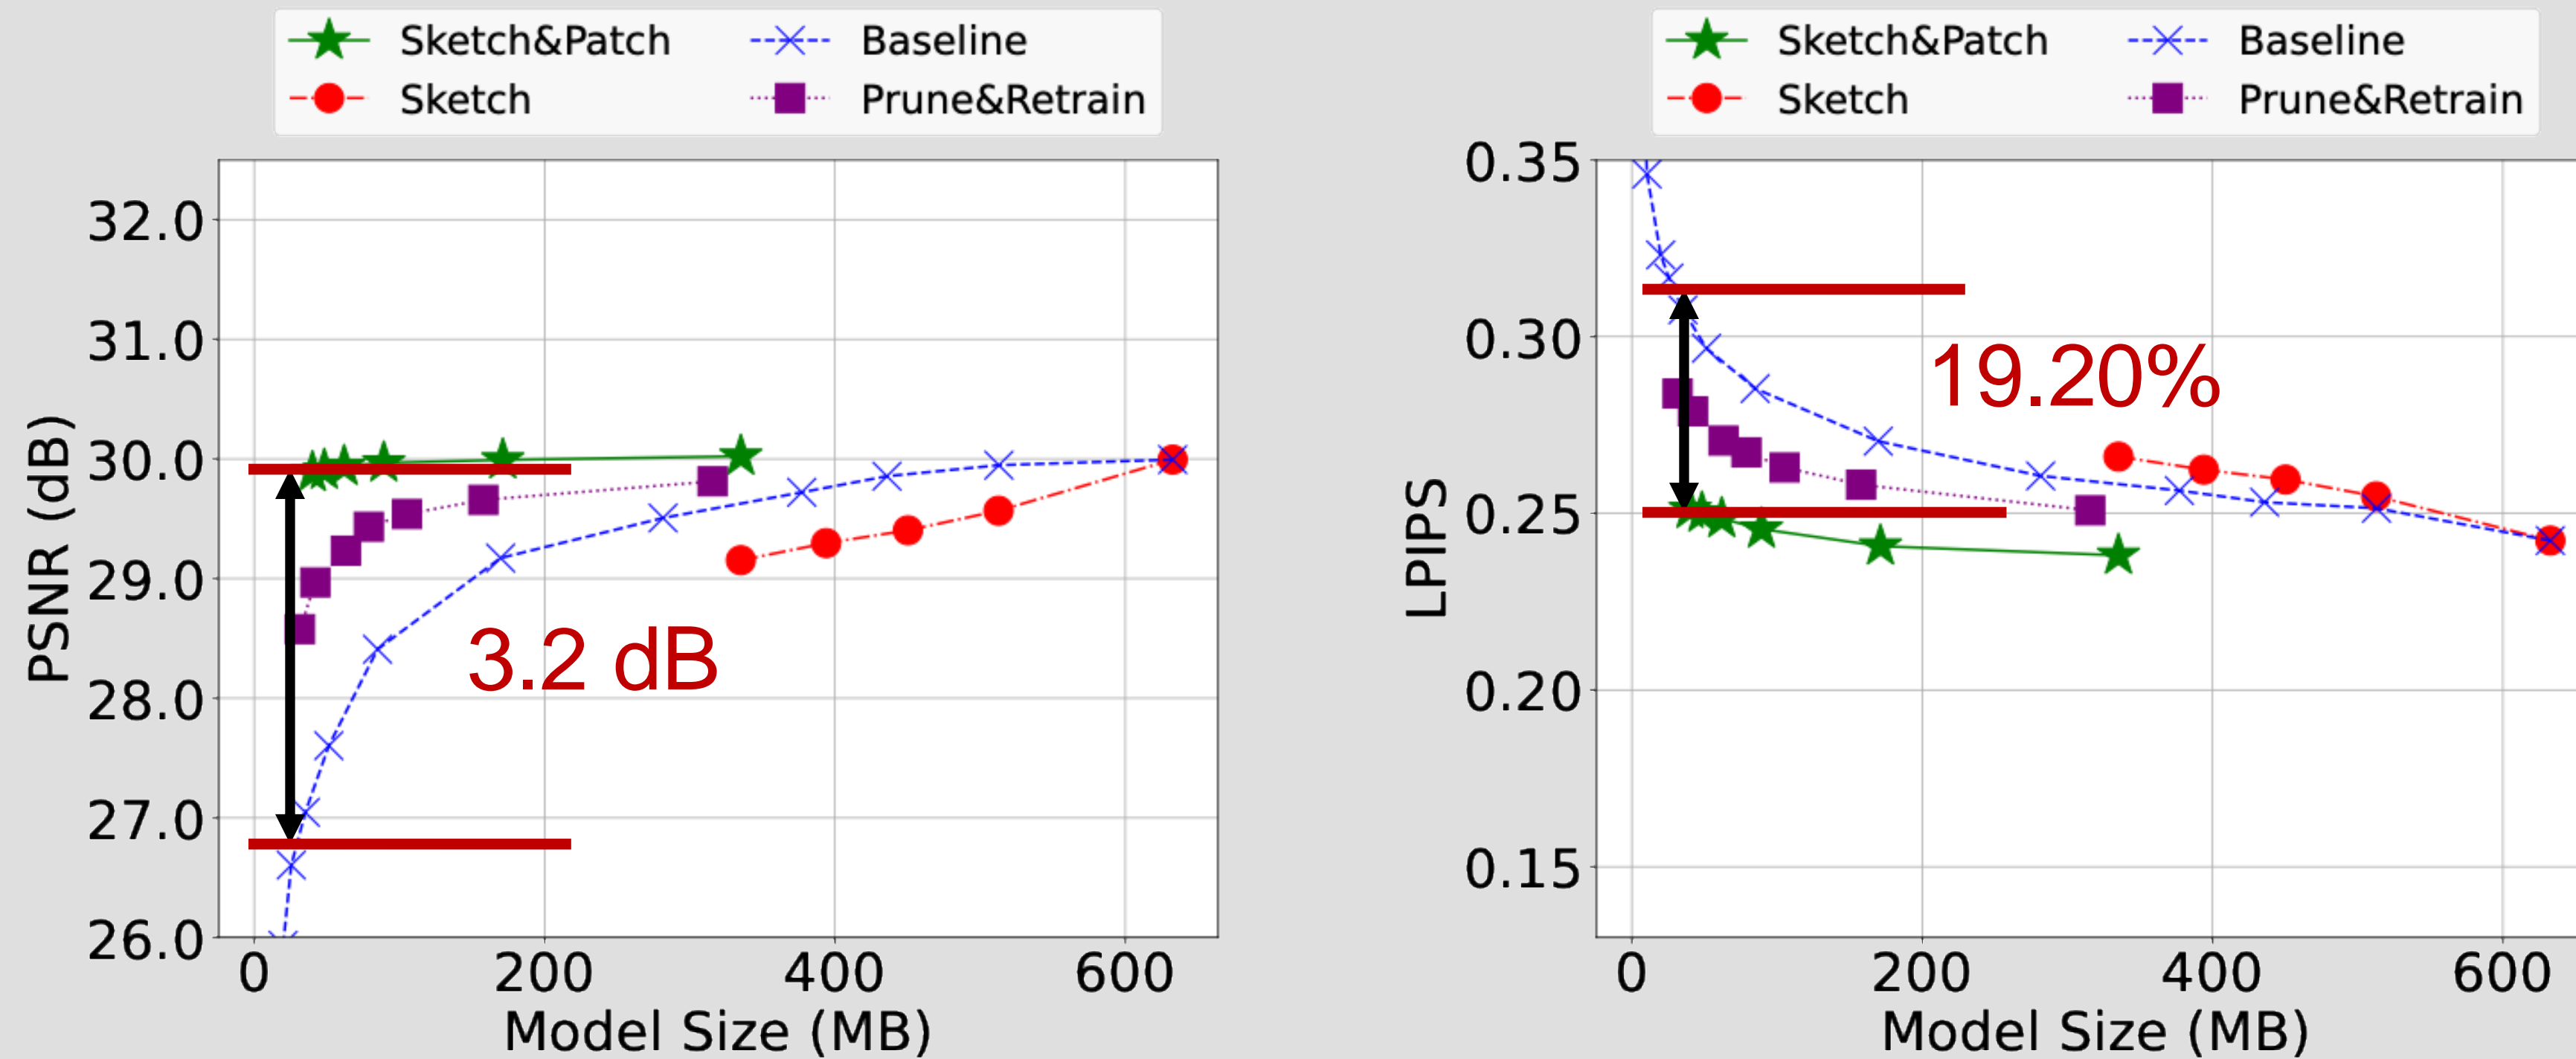 Sketch&Patch
Baseline
Sketch
Prune&Retrain
PSNR (dB)
32.0
31.0
30.0
29.0
28.0
27.0
26.0
3.2 dB
0
200
400
600
Model Size (MB)
Sketch&Patch
Baseline
Sketch
Prune&Retrain
LPIPS
0.35
0.30
0.25
0.20
0.15
19.20%
0
200
400
600
Model Size (MB)